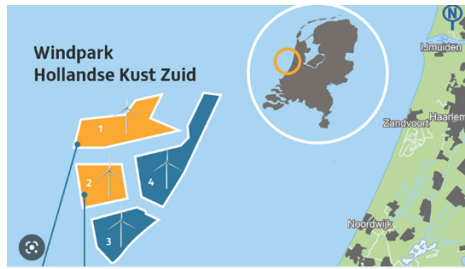 Windpark
Hollandse Kust Zuid
N
IJmuiden
Haarlem
Zandvoort
1
2
4
3
Noordwijk